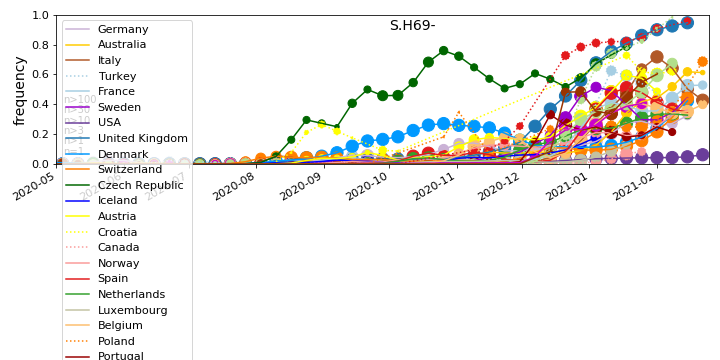 S.H69-
frequency
1.0
0.8
0.6
0.4
0.2
0.0
Germany
Australia
Italy
Turkey
France
Sweden
USA
United Kingdom
Denmark
Switzerland
Czech Republic
Iceland
Austria
Croatia
Canada
Norway
Spain
Netherlands
Luxembourg
Belgium
Poland
Portugal
n>100
2020-05
2020-07
2020-08
2020-09
2020-10
2020-11
2020-12
2021-01
2021-02